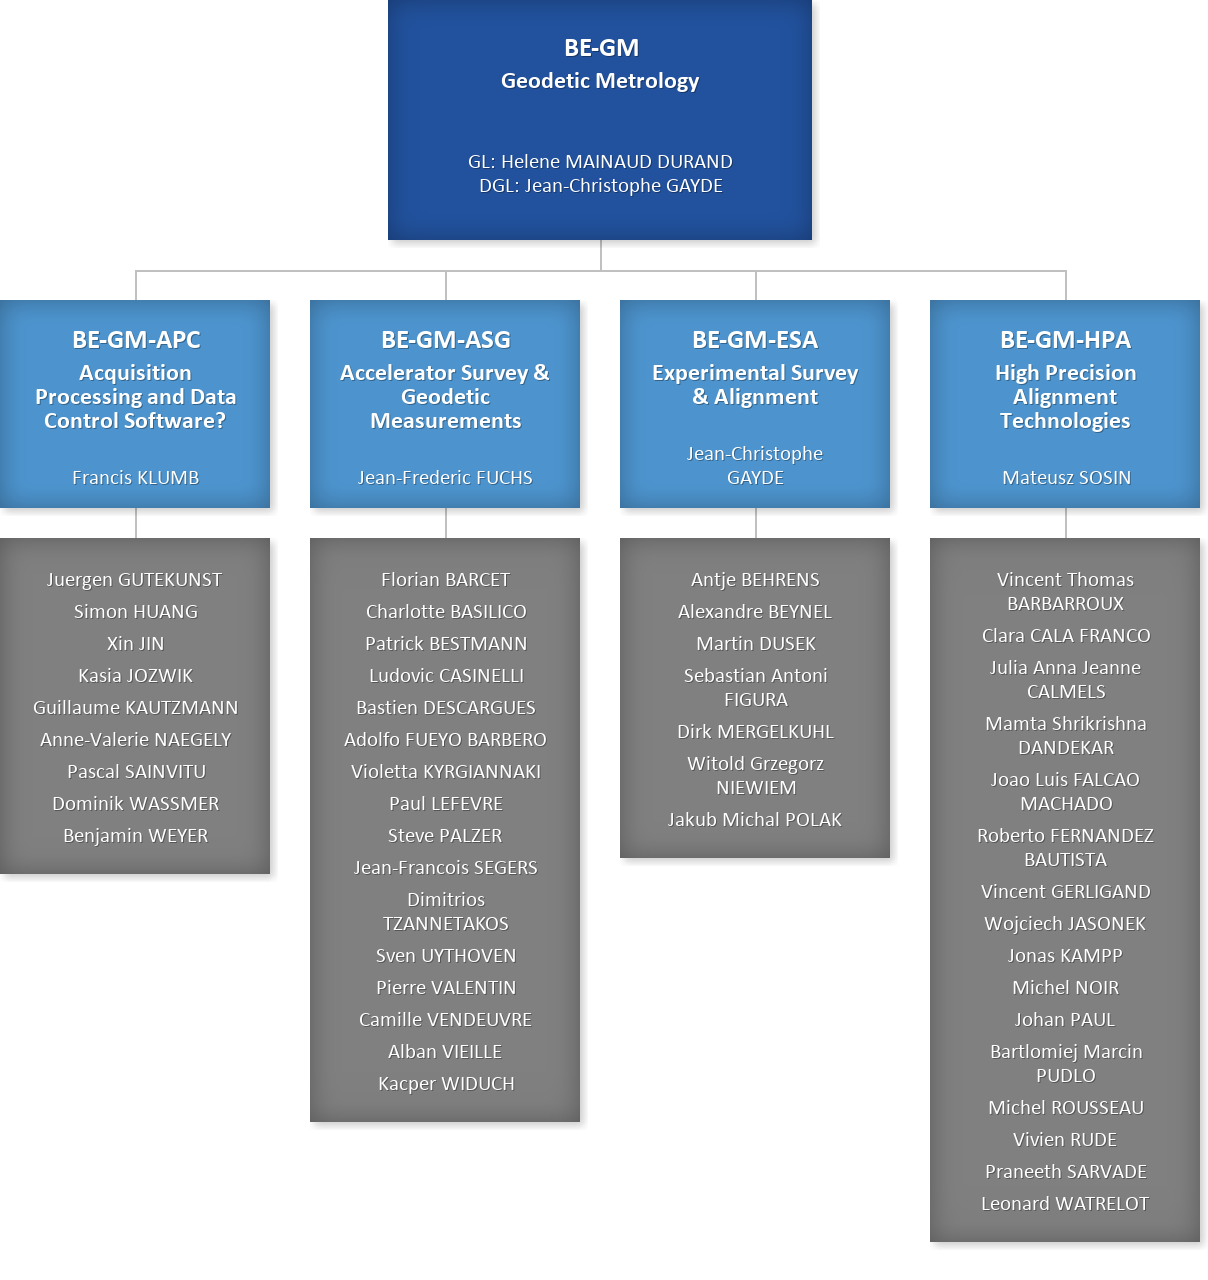 BE-GM
Geodetic Metrology
GL: Helene MAINAUD DURAND
DGL: Jean-Christophe GAYDE
BE-GM-APC
Acquisition
Processing and Data
Control Software?
Francis KLUMB
Juergen GUTEKUNST
Simon HUANG
Xin JIN
Kasia JOZWIK
Guillaume KAUTZMANN
Anne-Valerie NAEGELY
Pascal SAINVITU
Dominik WASSMER
Benjamin WEYER
BE-GM-ASG
Accelerator Survey &
Geodetic
Measurements
Jean-Frederic FUCHS
Florian BARCET
Charlotte BASILICO
Patrick BESTMANN
Ludovic CASINELLI
Bastien DESCARGUES
Adolfo FUEYO BARBERO
Violetta KYRGIANNAKI
Paul LEFEVRE
Steve PALZER
Jean-Francois SEGERS
Dimitrios
TZANNETAKOS
Sven UYTHOVEN
Pierre VALENTIN
Camille VENDEUVRE
Alban VIEILLE
Kacper WIDUCH
BE-GM-ESA
Experimental Survey
& Alignment
Jean-Christophe
GAYDE
Antje BEHRENS
Alexandre BEYNEL
Martin DUSEK
Sebastian Antoni
FIGURA
Dirk MERGELKUHL
Witold Grzegorz
NIEWIEM
Jakub Michal POLAK
BE-GM-HPA
High Precision
Alignment
Technologies
Mateusz SOSIN
Vincent Thomas
BARBARROUX
Clara CALA FRANCO
Julia Anna Jeanne
CALMELS
Mamta Shrikrishna
DANDEKAR
Joao Luis FALCAO
MACHADO
Roberto FERNANDEZ
BAUTISTA
Vincent GERLIGAND
Wojciech JASONEK
Jonas KAMPP
Michel NOIR
Johan PAUL
Bartlomiej Marcin
PUDLO
Michel ROUSSEAU
Vivien RUDE
Praneeth SARVADE
Leonard WATRELOT